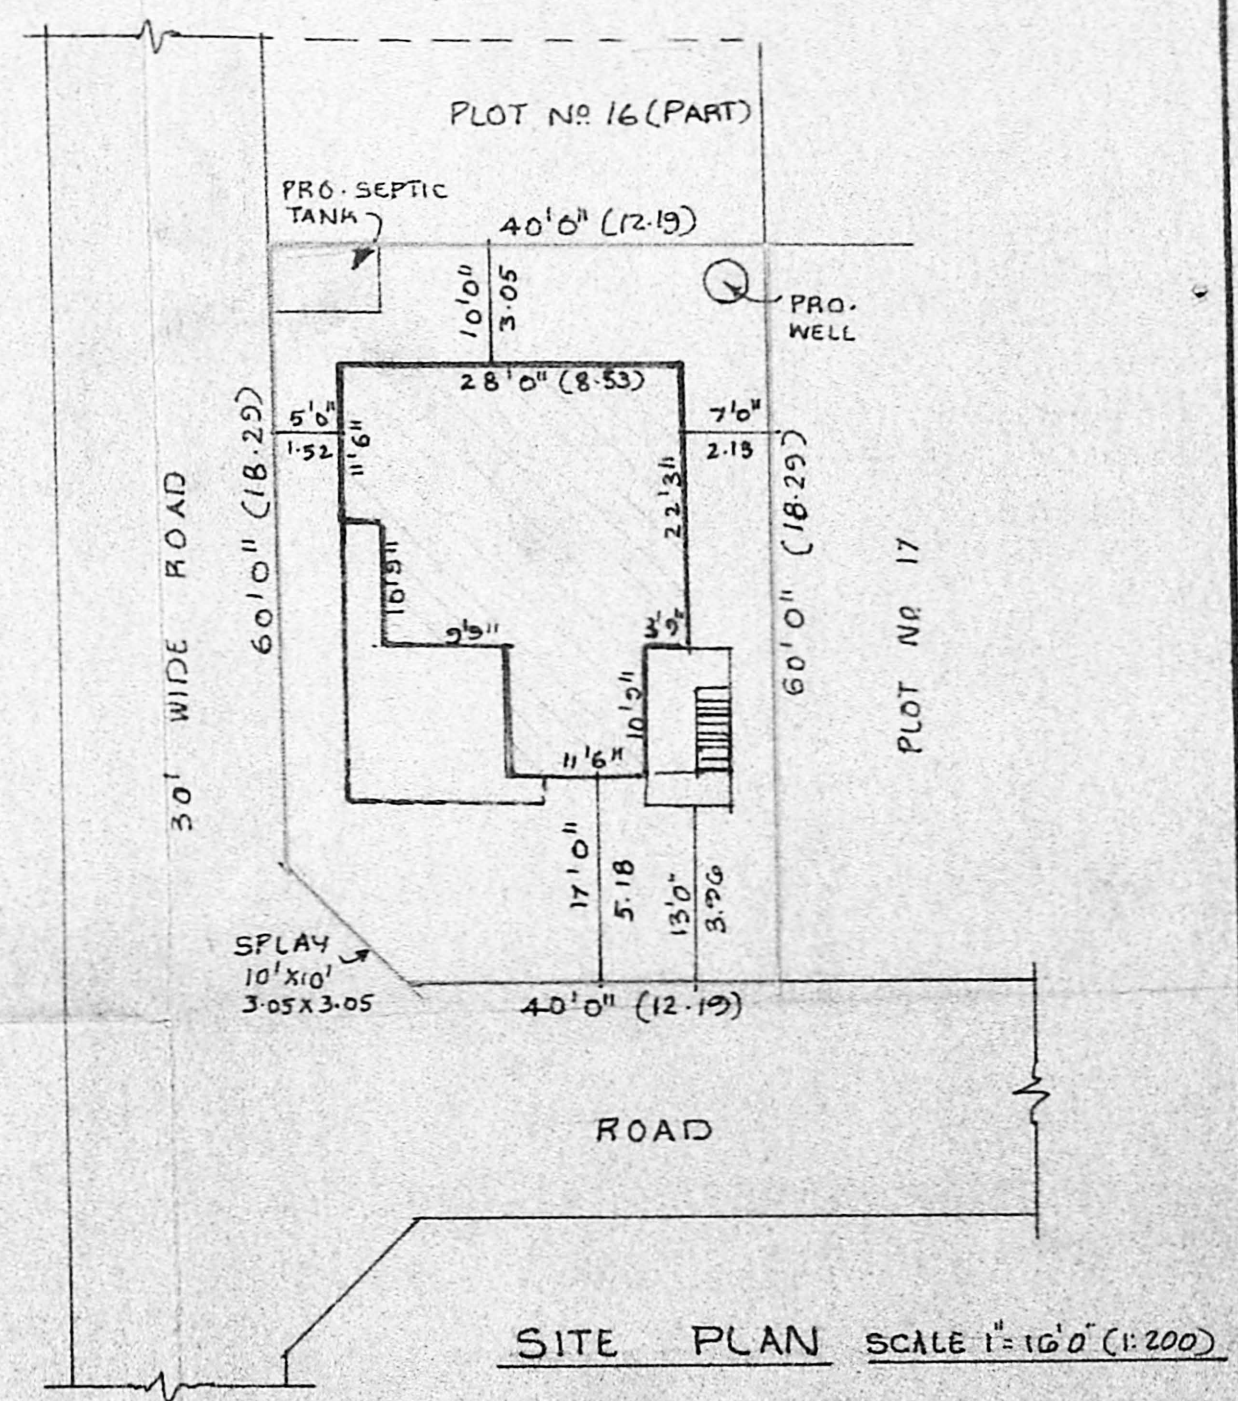 PLOT Nº 16 (PART)
PRO. SEPTIC
TANK
40'0" (12.19)
10'0"
3.05
PRO.
WELL
28'0" (8.53)
5'0"
1.52
11'6"
7'0"
2.13
22'3"
60'0" (18.29)
60'0" (18.29)
30' WIDE ROAD
PLOT Nº 17
10'9"
9'9"
3'9"
10'9"
11'6"
17'0"
5.18
13'0"
3.96
SPLAY
10'X10'
3.05X3.05
40'0" (12.19)
ROAD
SITE PLAN SCALE 1"=16'0" (1:200)